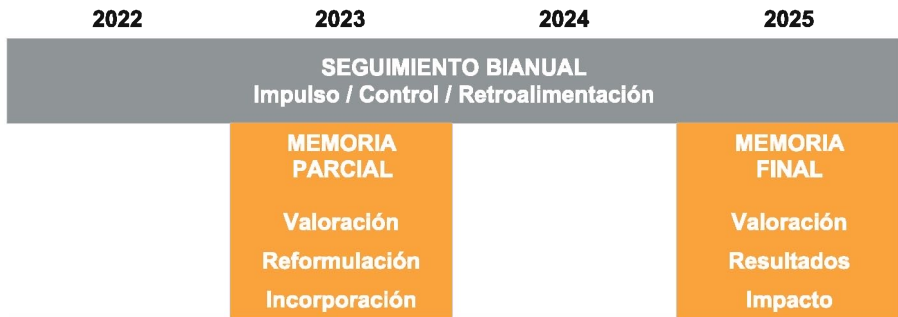 2022 2023 2024 2025
SEGUIMIENTO BIANUAL
Impulso / Control / Retroalimentación
MEMORIA
PARCIAL
Valoración
Reformulación
Incorporación
MEMORIA
FINAL
Valoración
Resultados
Impacto